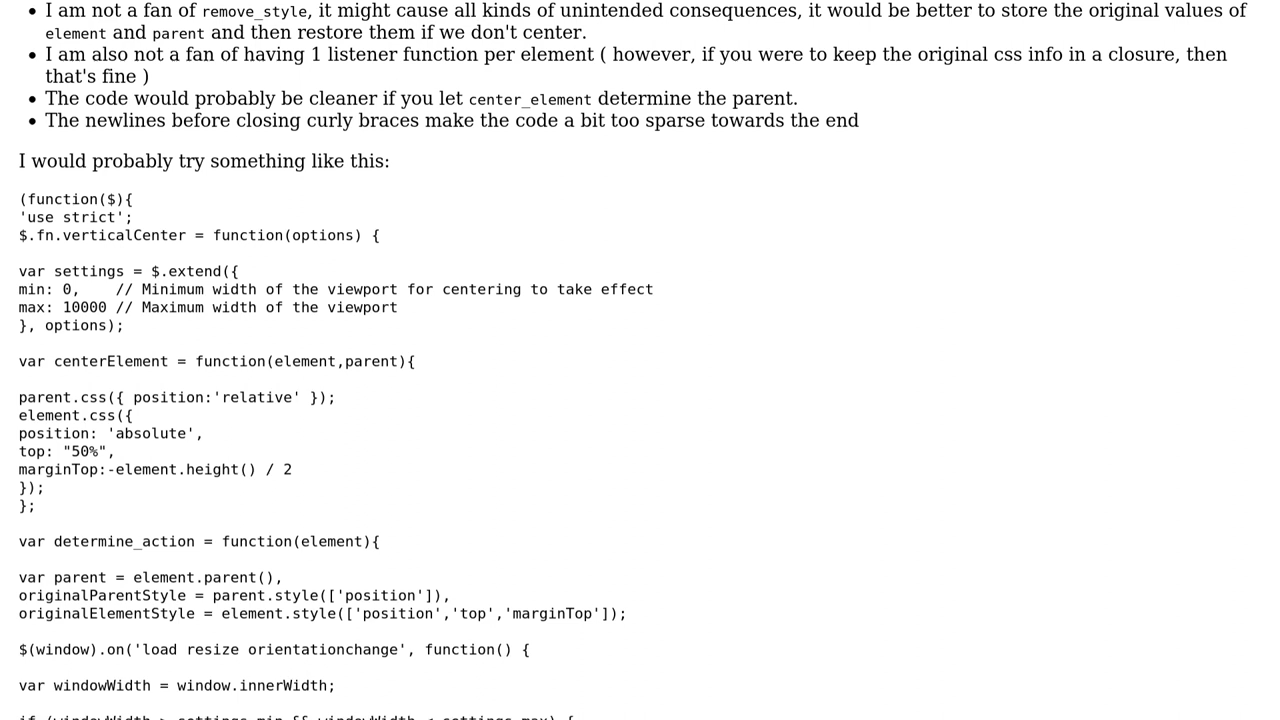 I am not a fan of remove_style, it might cause all kinds of unintended consequences, it would be better to store the original values of
element and parent and then restore them if we don't center.
I am also not a fan of having 1 listener function per element ( however, if you were to keep the original css info in a closure, then
that's fine )
The code would probably be cleaner if you let center_element determine the parent.
The newlines before closing curly braces make the code a bit too sparse towards the end
I would probably try something like this:
(function($){
'use strict';
$.fn.verticalCenter = function(options) {
var settings = $.extend({
min: 0,    // Minimum width of the viewport for centering to take effect
max: 10000 // Maximum width of the viewport
}, options);
var centerElement = function(element,parent){
parent.css({ position:'relative' });
element.css({
position: 'absolute',
top: "50%",
marginTop:-element.height() / 2
});
};
var determine_action = function(element){
var parent = element.parent(),
originalParentStyle = parent.style(['position']),
originalElementStyle = element.style(['position','top','marginTop']);
$(window).on('load resize orientationchange', function() {
var windowWidth = window.innerWidth;
if (windowWidth > settings.min && windowWidth < settings.max) {